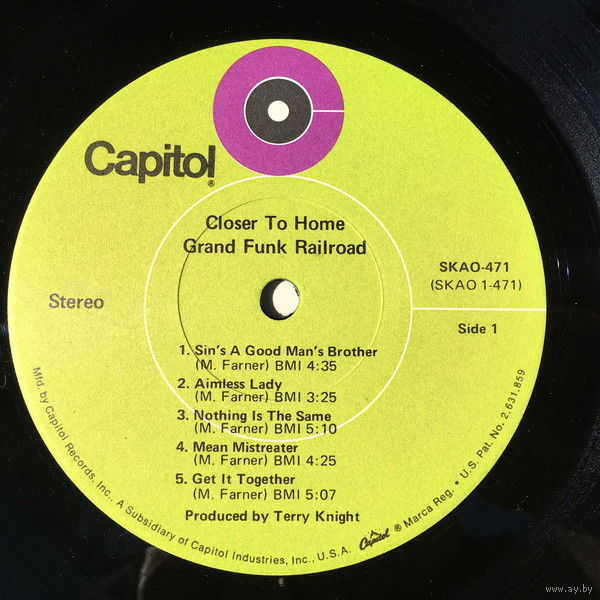 Capitol®
Closer To Home
Grand Funk Railroad
SKAO-471
(SKAO 1-471)
Stereo
Side 1
1. Sin's A Good Man's Brother
(M. Farner) BMI 4:35
2. Aimless Lady
(M. Farner) BMI 3:25
3. Nothing Is The Same
(M. Farner) BMI 5:10
4. Mean Mistreater
(M. Farner) BMI 4:25
5. Get It Together
(M. Farner) BMI 5:07
Produced by Terry Knight
Mfd. by Capitol Records, Inc., A Subsidiary of Capitol Industries, Inc., U.S.A. Capitol ® Marca Reg. • U.S. Pat. No. 2,631,859
www.ay.by